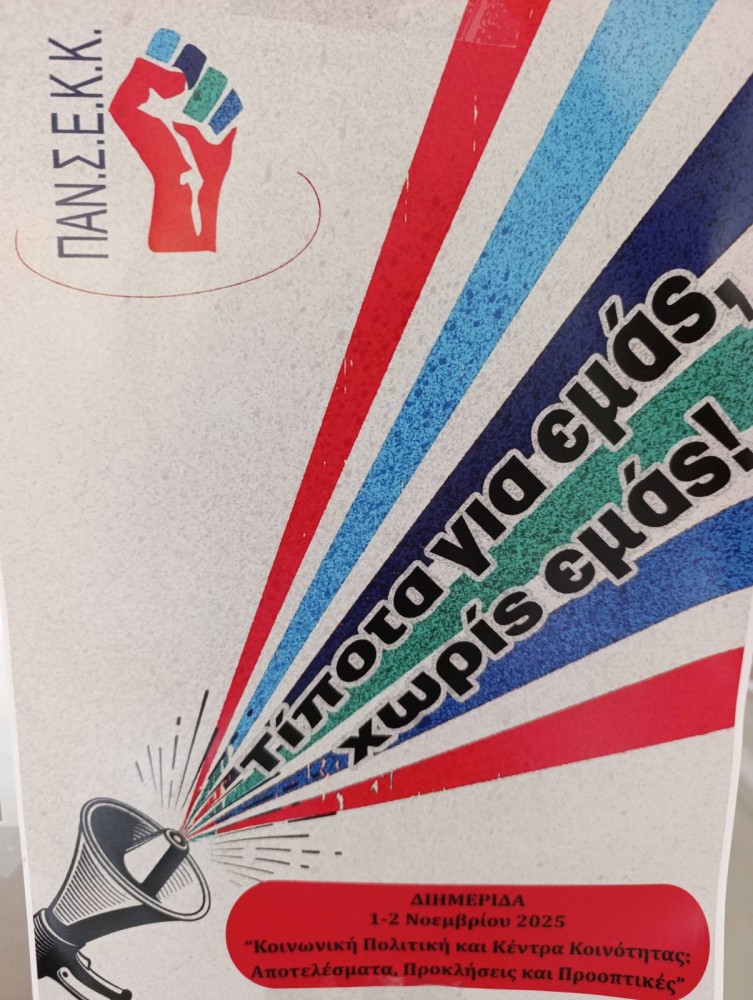 ΠΑΝ.Σ.Ε.Κ.Κ.
Τίποτα για εμάς,
χωρίς εμάς!
ΔΙΗΜΕΡΙΔΑ
1-2 Νοεμβρίου 2025
“Κοινωνική Πολιτική και Κέντρα Κοινότητας:
Αποτελέσματα, Προκλήσεις και Προοπτικές”